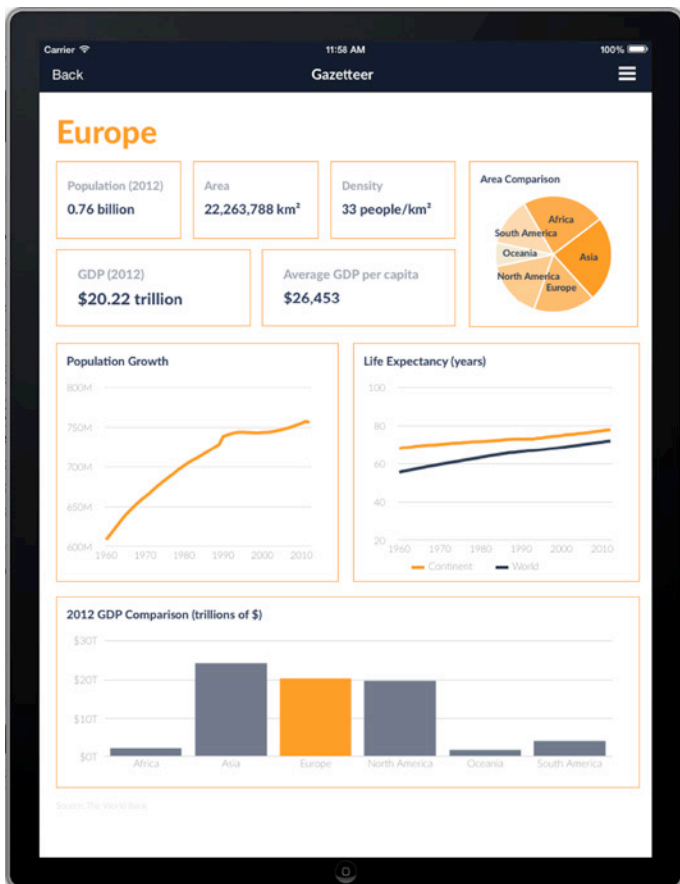 Carrier
11:58 AM
100%
Back
Gazetteer
Europe
Population (2012)
0.76 billion
Area
22,263,788 km²
Density
33 people/km²
Area Comparison
Africa
South America
Oceania
Asia
North America
Europe
GDP (2012)
$20.22 trillion
Average GDP per capita
$26,453
Population Growth
800M
750M
700M
650M
600M
1960 1970 1980 1990 2000 2010
Life Expectancy (years)
100
80
60
40
20
1960 1970 1980 1990 2000 2010
Continent World
2012 GDP Comparison (trillions of $)
$30T
$20T
$10T
$0T
Africa Asia Europe North America Oceania South America
Source: The World Bank